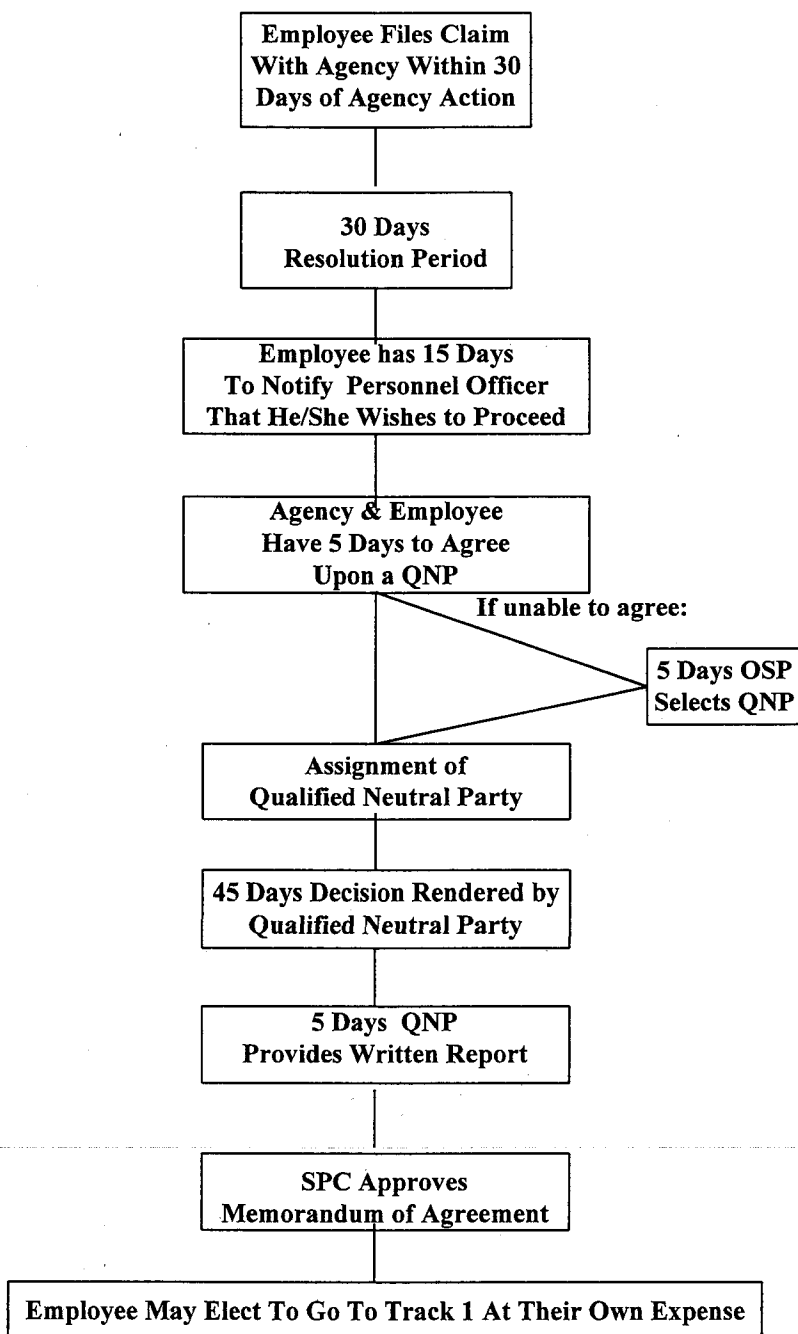 Employee Files Claim
With Agency Within 30
Days of Agency Action
30 Days
Resolution Period
Employee has 15 Days
To Notify Personnel Officer
That He/She Wishes to Proceed
Agency & Employee
Have 5 Days to Agree
Upon a QNP
If unable to agree:
5 Days OSP
Selects QNP
Assignment of
Qualified Neutral Party
45 Days Decision Rendered by
Qualified Neutral Party
5 Days QNP
Provides Written Report
SPC Approves
Memorandum of Agreement
Employee May Elect To Go To Track 1 At Their Own Expense